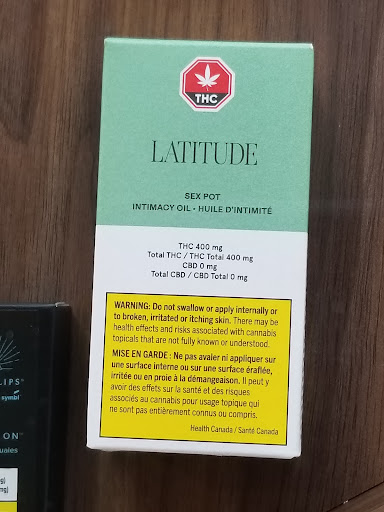 THC
LATITUDE
SEX POT
INTIMACY OIL • HUILE D'INTIMITÉ
THC 400 mg
Total THC / THC Total 400 mg
CBD 0 mg
Total CBD / CBD Total 0 mg
WARNING: Do not swallow or apply internally or
to broken, irritated or itching skin. There may be
health effects and risks associated with cannabis
topicals that are not fully known or understood.
MISE EN GARDE : Ne pas avaler ni appliquer sur
une surface interne ou sur une surface éraflée,
irritée ou en proie à la démangeaison. Il peut y
avoir des effets sur la santé et des risques
associés au cannabis pour usage topique qui
ne sont pas entièrement connus ou compris.
Health Canada / Santé Canada
LIPS
ON
uales
g)
mg)